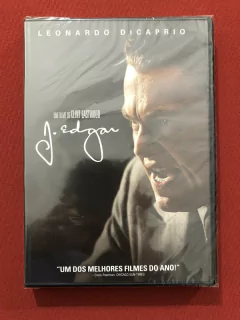 LEONARDO DiCAPRIO
UM FILME DE CLINT EASTWOOD
J. Edgar
"UM DOS MELHORES FILMES DO ANO!"